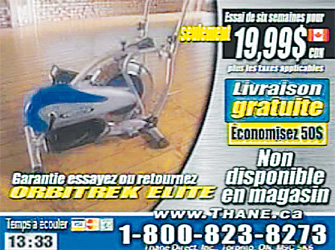 Essai de six semaines pour
seulement
19,99$
CDN
plus les taxes applicables
Livraison
gratuite
Économisez 50$
Non
disponible
en magasin
Garantie essayez ou retournez
ORBITREK ELITE
WWW.THANE.ca
Temps à écouler
13:33
1-800-823-8273
Thane Direct, Inc., Toronto, ON,